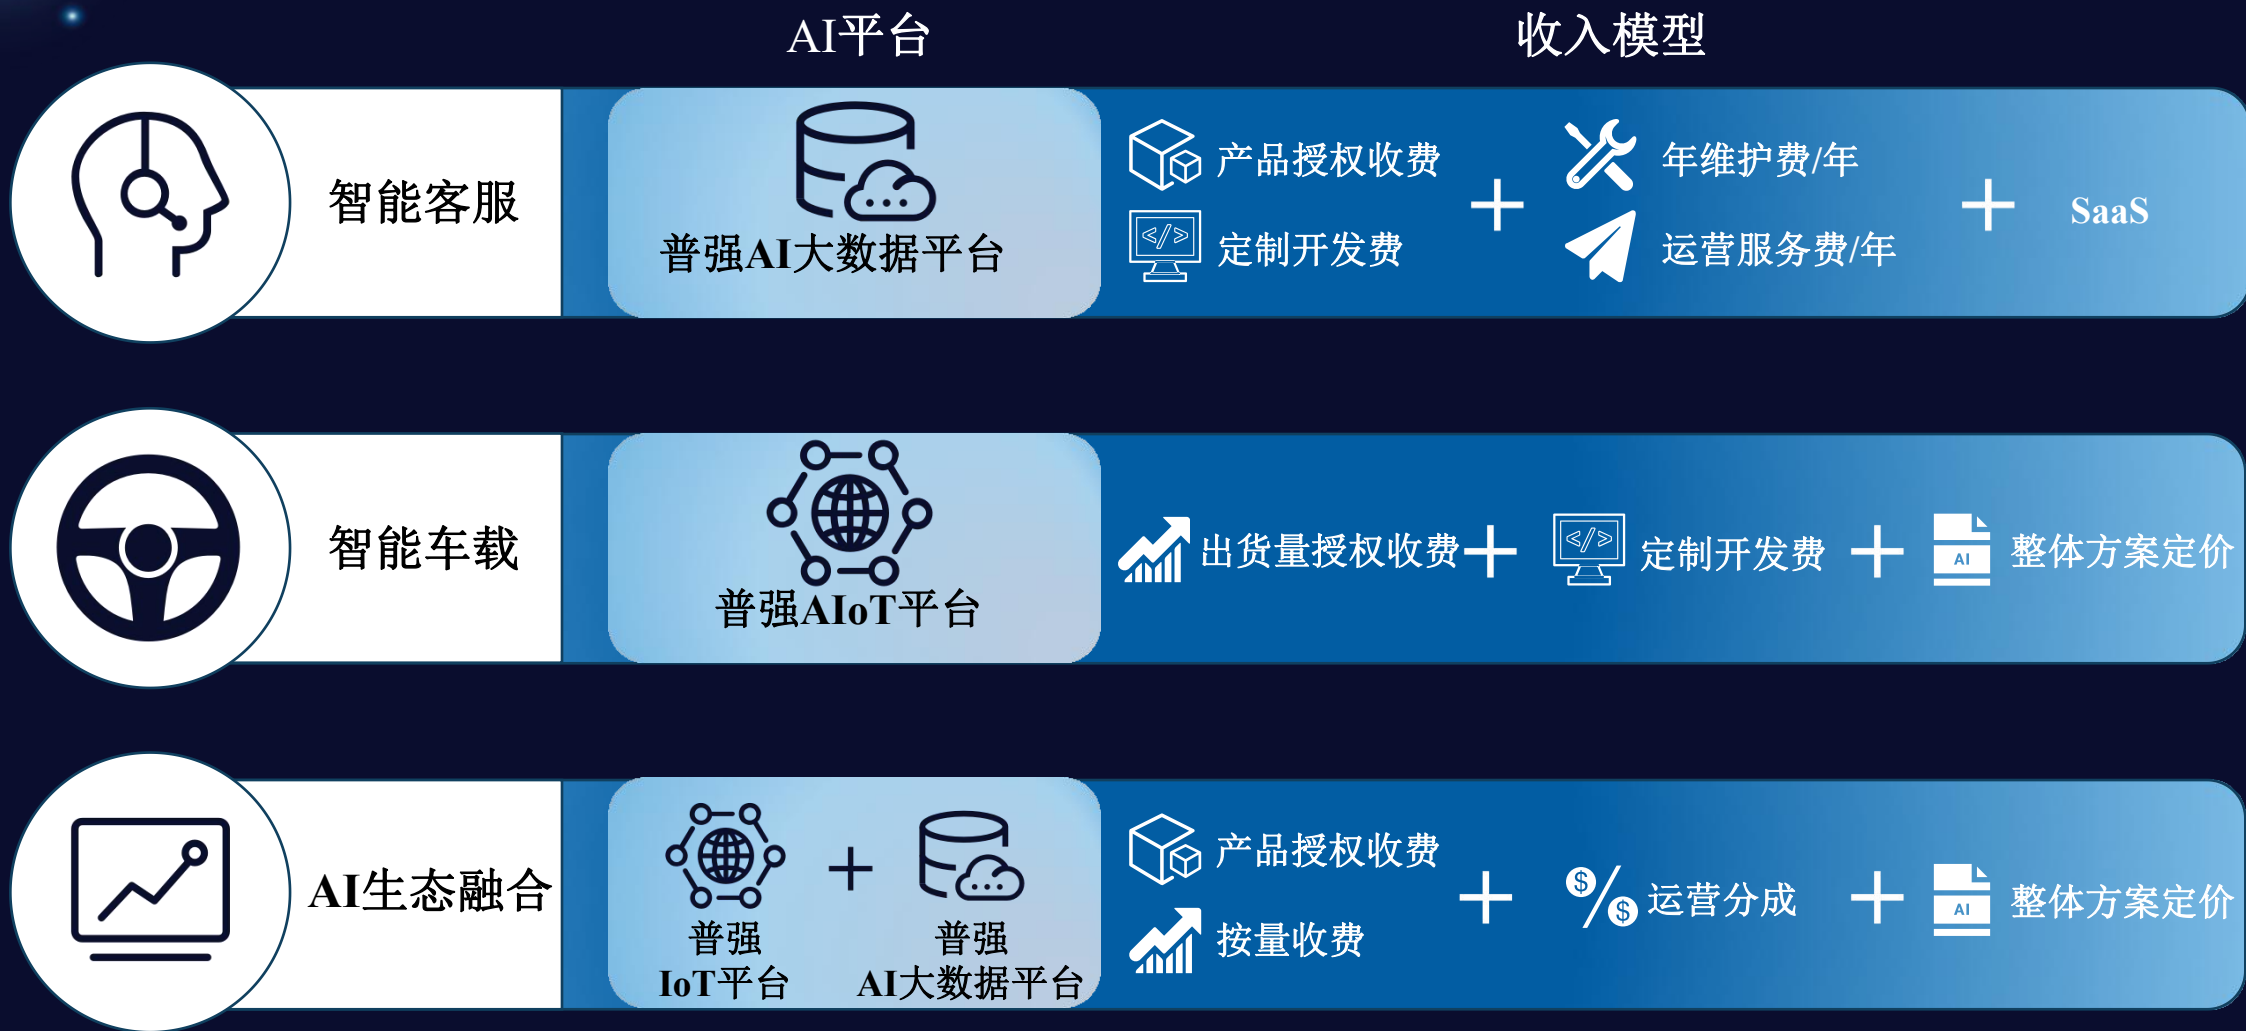 AI平台
收入模型
智能客服
普强AI大数据平台
产品授权收费
</>
定制开发费
年维护费/年
运营服务费/年
SaaS
智能车载
普强AIoT平台
出货量授权收费
</>
定制开发费
AI
整体方案定价
AI生态融合
普强
IoT平台
普强
AI大数据平台
产品授权收费
按量收费
$
$
运营分成
AI
整体方案定价